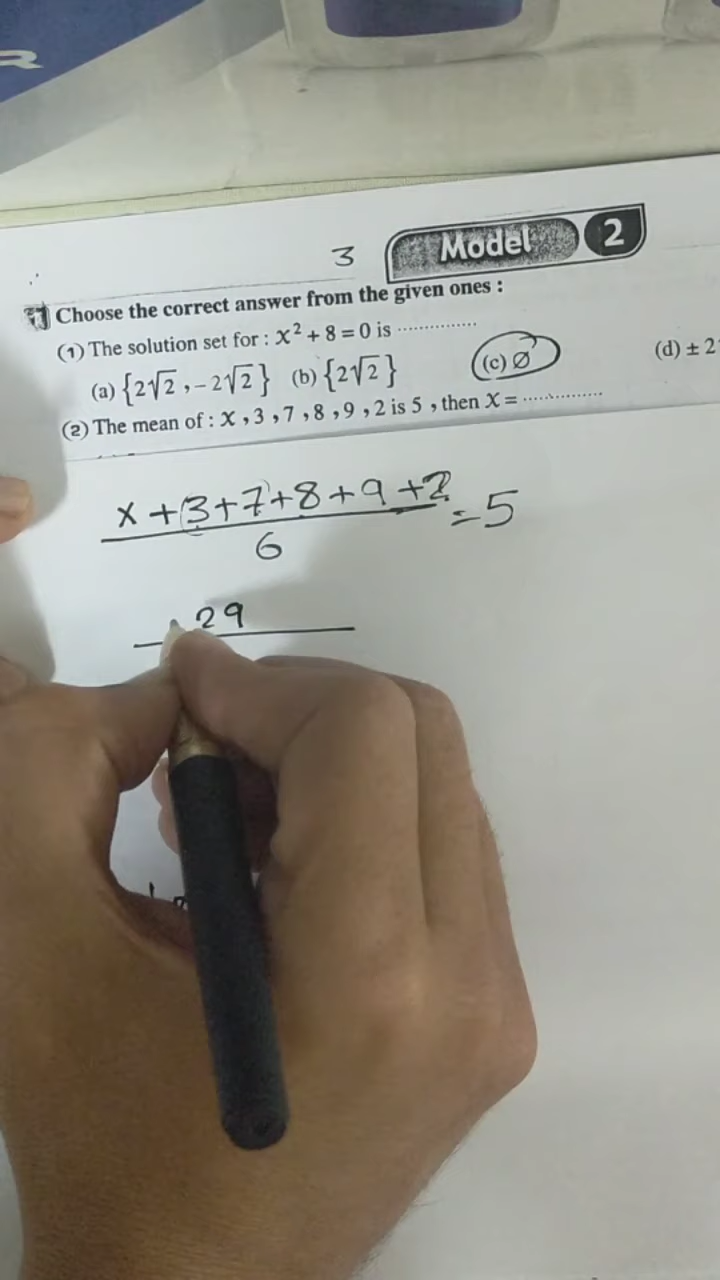 3 Model 2
1 Choose the correct answer from the given ones :
(1) The solution set for : x² + 8 = 0 is ...............
(a) {2√2 , – 2√2} (b) {2√2} (c) Ø (d) ± 2
(2) The mean of : x , 3 , 7 , 8 , 9 , 2 is 5 , then x = ...............
x + 3 + 7 + 8 + 9 + 2 = 5
6
29